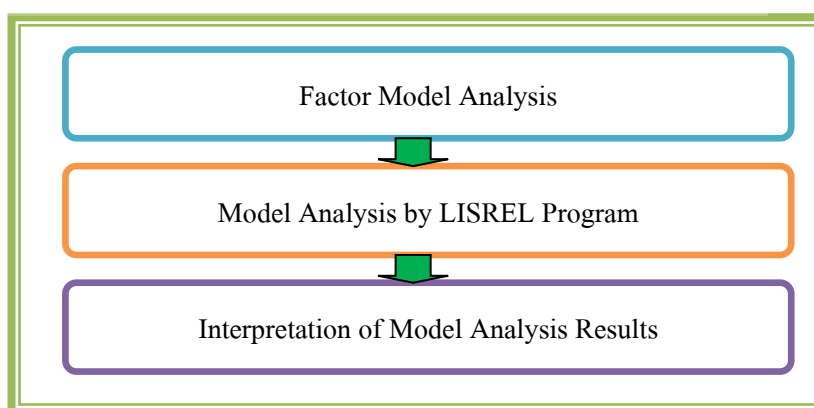 Factor Model Analysis
Model Analysis by LISREL Program
Interpretation of Model Analysis Results